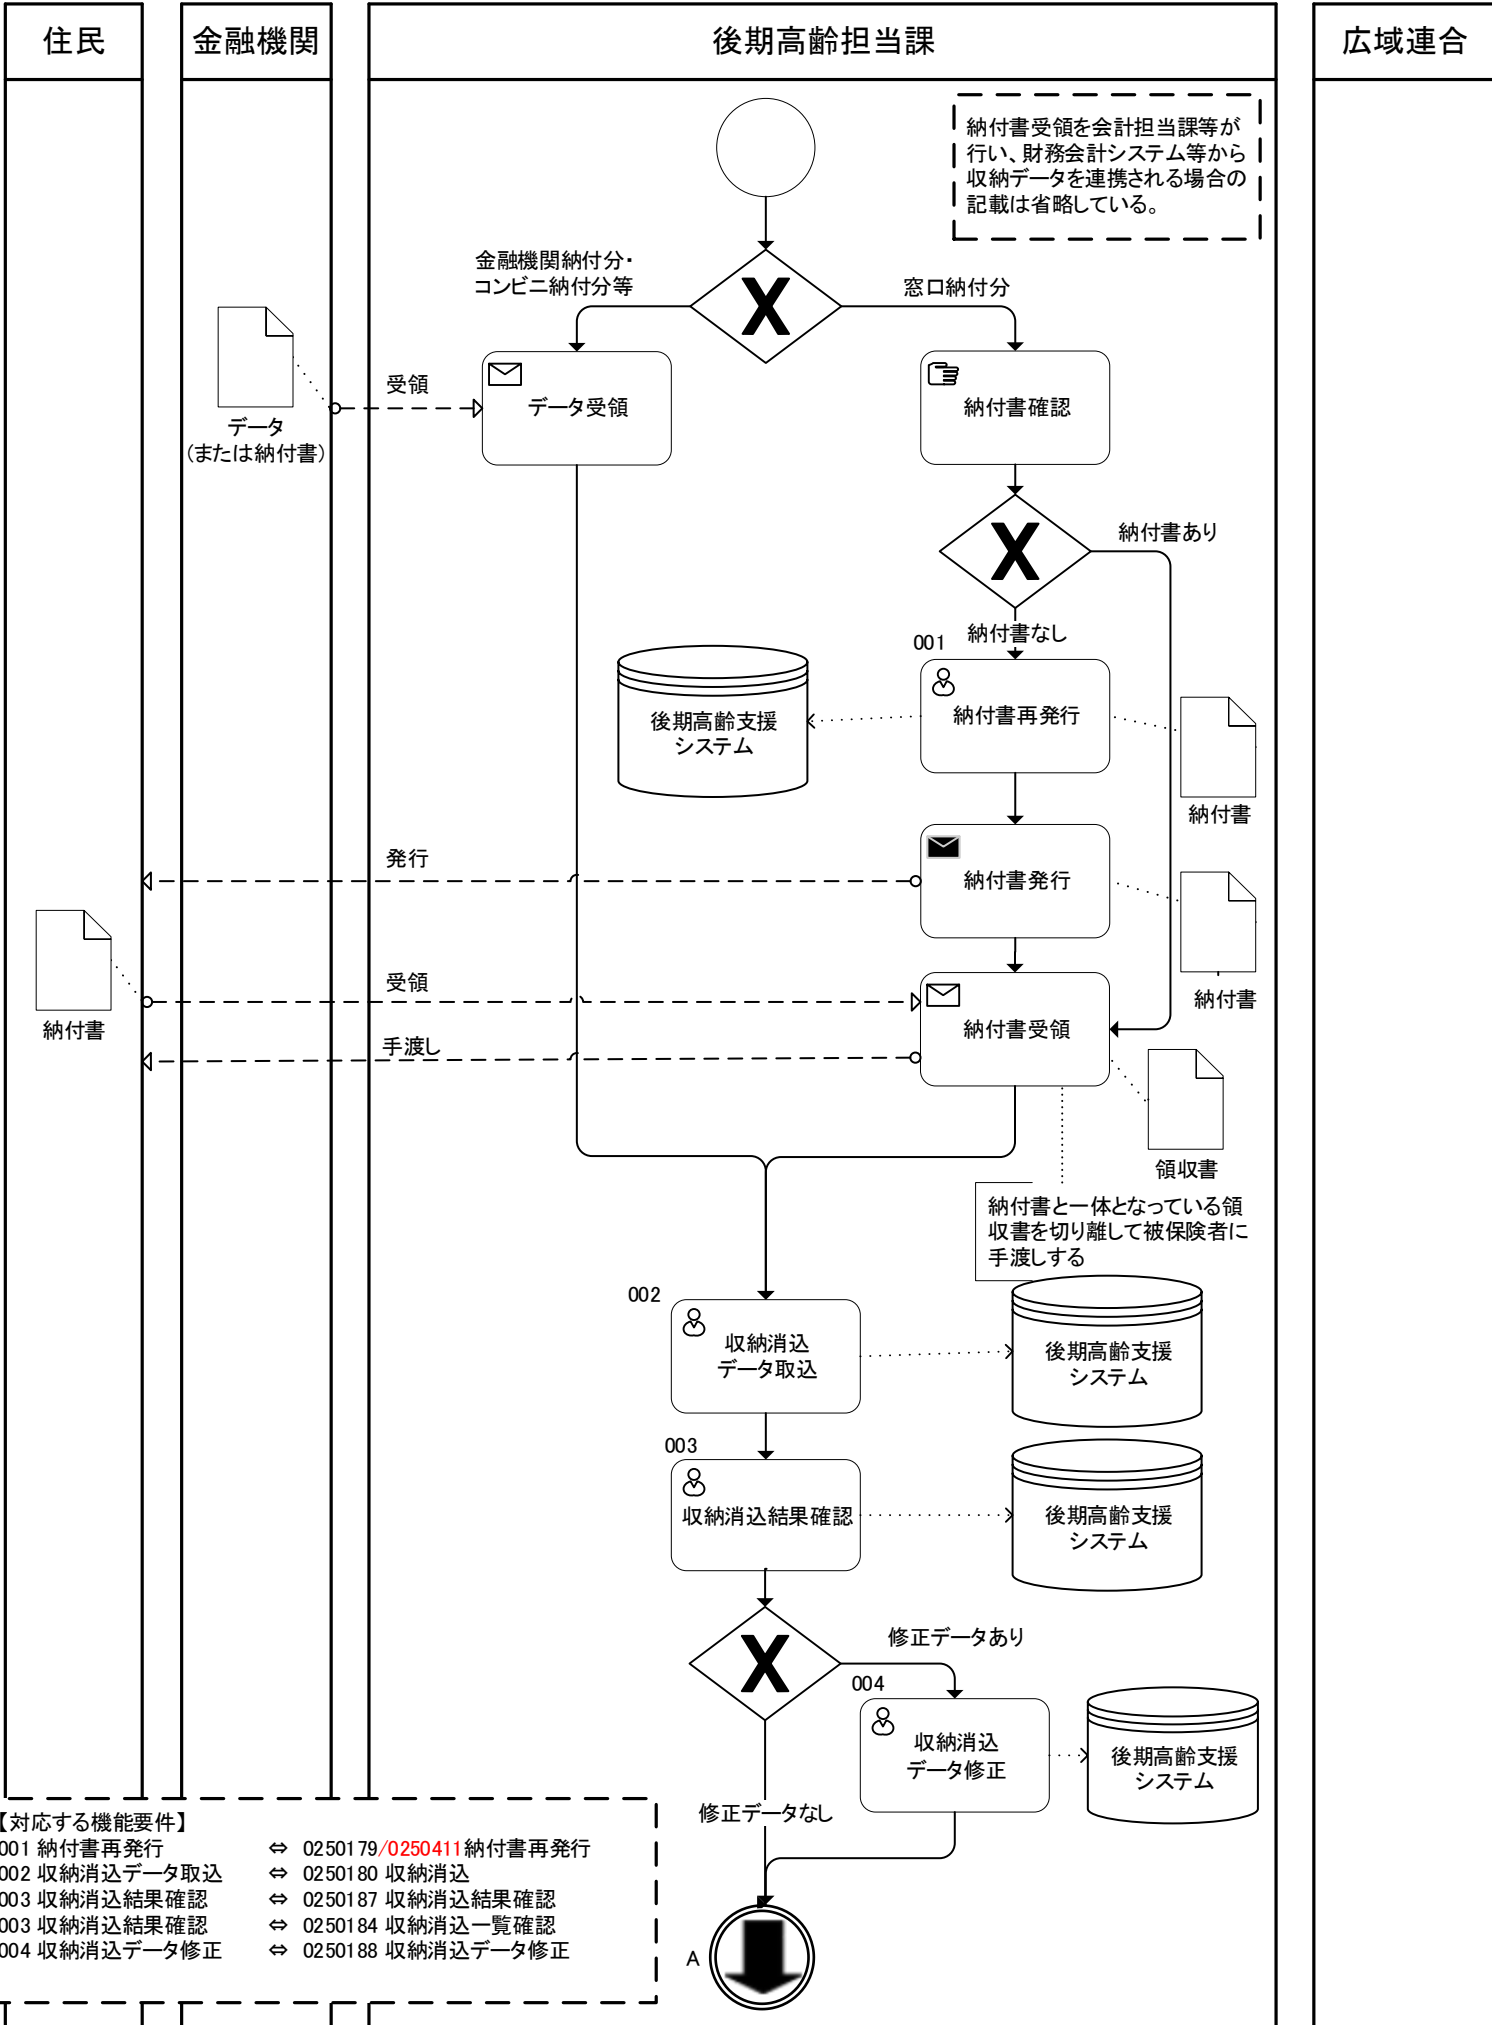 住民
金融機関
後期高齢担当課
広域連合
納付書受領を会計担当課等が
行い、財務会計システム等から
収納データを連携される場合の
記載は省略している。
金融機関納付分・
コンビニ納付分等
窓口納付分
データ
(または納付書)
受領
データ受領
納付書確認
納付書あり
納付書なし
001
納付書再発行
後期高齢支援
システム
納付書
発行
納付書発行
納付書
納付書
受領
納付書受領
手渡し
領収書
納付書と一体となっている領
収書を切り離して被保険者に
手渡しする
002
収納消込
データ取込
後期高齢支援
システム
003
収納消込結果確認
後期高齢支援
システム
修正データあり
004
収納消込
データ修正
後期高齢支援
システム
修正データなし
【対応する機能要件】
001 納付書再発行 ⇔ 0250179/0250411納付書再発行
002 収納消込データ取込 ⇔ 0250180 収納消込
003 収納消込結果確認 ⇔ 0250187 収納消込結果確認
003 収納消込結果確認 ⇔ 0250184 収納消込一覧確認
004 収納消込データ修正 ⇔ 0250188 収納消込データ修正
A